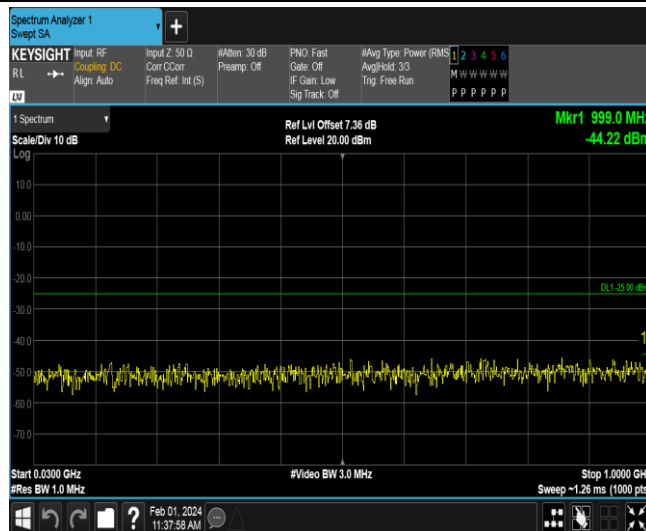 Spectrum Analyzer 1
Swept SA
+
KEYSIGHT
RL
Input: RF
Coupling: DC
Align: Auto
Input Z: 50 Ω
Corr CCorr
Freq Ref: Int (S)
#Atten: 30 dB
Preamp: Off
PNO: Fast
Gate: Off
IF Gain: Low
Sig Track: Off
#Avg Type: Power (RMS
Avg|Hold: 3/3
Trig: Free Run
1 2 3 4 5 6
M W W W W W
P P P P P P
1 Spectrum
Scale/Div 10 dB
Log
Ref Lvl Offset 7.36 dB
Ref Level 20.00 dBm
Mkr1 999.0 MHz
-44.22 dBm
10.0
0.00
-10.0
-20.0
-30.0
-40.0
-50.0
-60.0
-70.0
DL1 -25.00 dBm
1
Start 0.0300 GHz
#Res BW 1.0 MHz
#Video BW 3.0 MHz
Stop 1.0000 GH
Sweep ~1.26 ms (1000 pts
?
Feb 01, 2024
11:37:58 AM